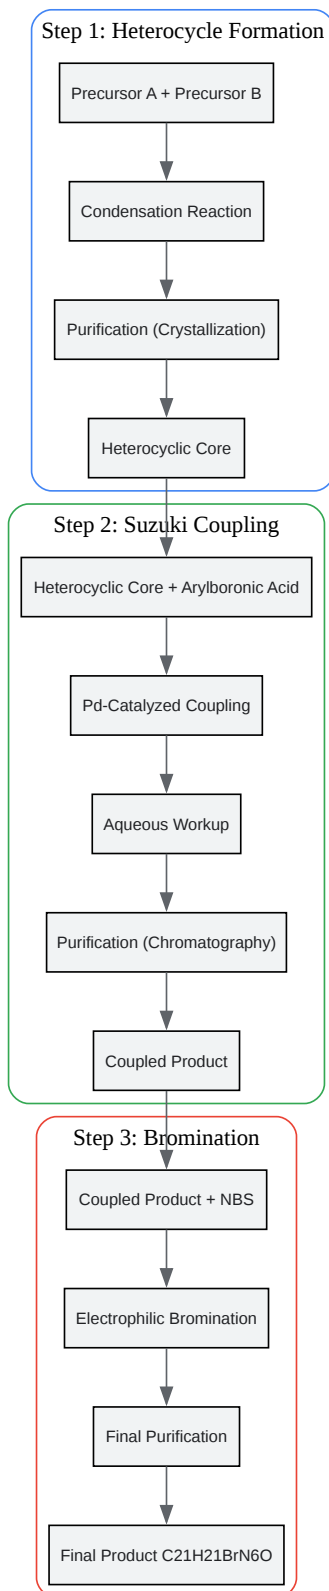 Step 1: Heterocycle Formation
Precursor A + Precursor B
Condensation Reaction
Purification (Crystallization)
Heterocyclic Core
Step 2: Suzuki Coupling
Heterocyclic Core + Arylboronic Acid
Pd-Catalyzed Coupling
Aqueous Workup
Purification (Chromatography)
Coupled Product
Step 3: Bromination
Coupled Product + NBS
Electrophilic Bromination
Final Purification
Final Product C21H21BrN6O